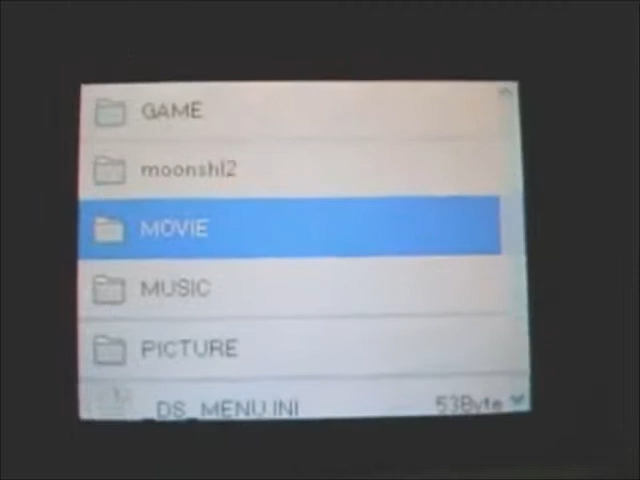 GAME
moonshl2
MOVIE
MUSIC
PICTURE
_DS_MENU.INI 53Byte